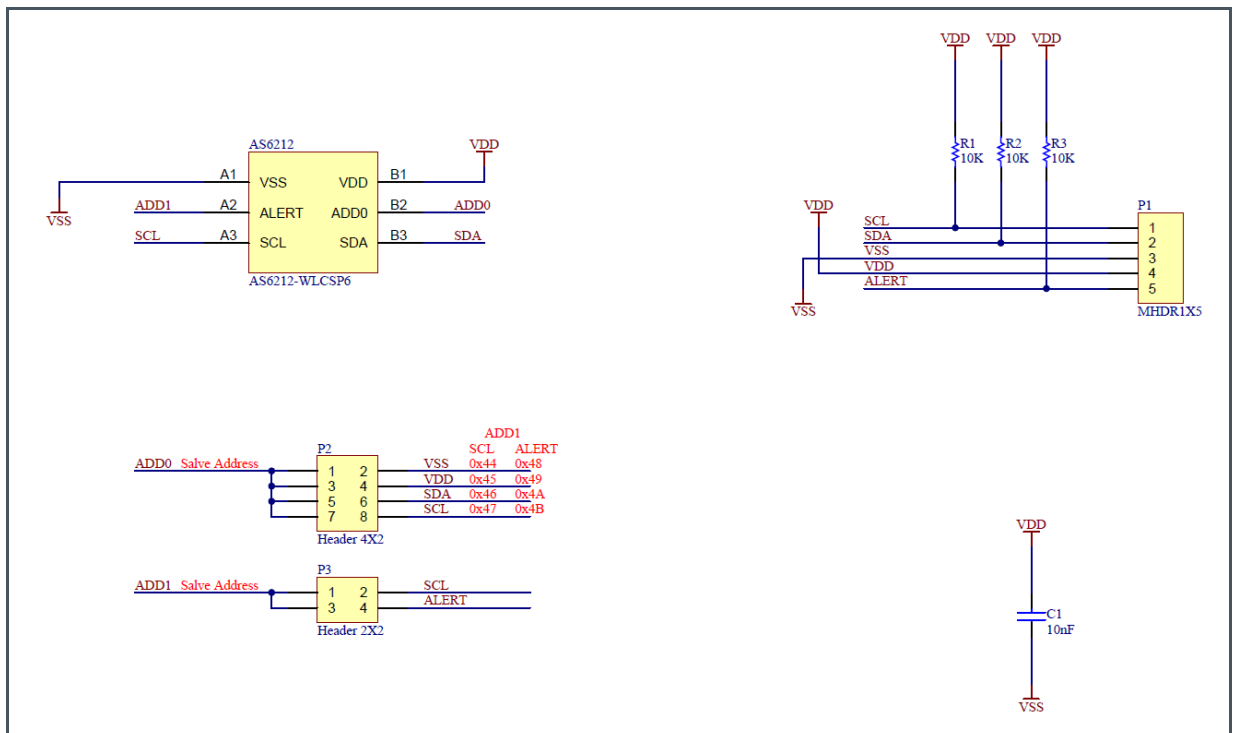 AS6212
A1 VSS VDD B1
VDD
VSS
ADD1 A2 ALERT ADD0 B2 ADD0
SCL A3 SCL SDA B3 SDA
AS6212-WLCSP6
VDD VDD VDD
R1 R2 R3
10K 10K 10K
VDD
P1
SCL 1
SDA 2
VSS 3
VDD 4
ALERT 5
VSS
MHDR1X5
ADD1
P2 SCL ALERT
ADD0 Salve Address 1 2 VSS 0x44 0x48
3 4 VDD 0x45 0x49
5 6 SDA 0x46 0x4A
7 8 SCL 0x47 0x4B
Header 4X2
P3
ADD1 Salve Address 1 2 SCL
3 4 ALERT
Header 2X2
VDD
C1
10nF
VSS